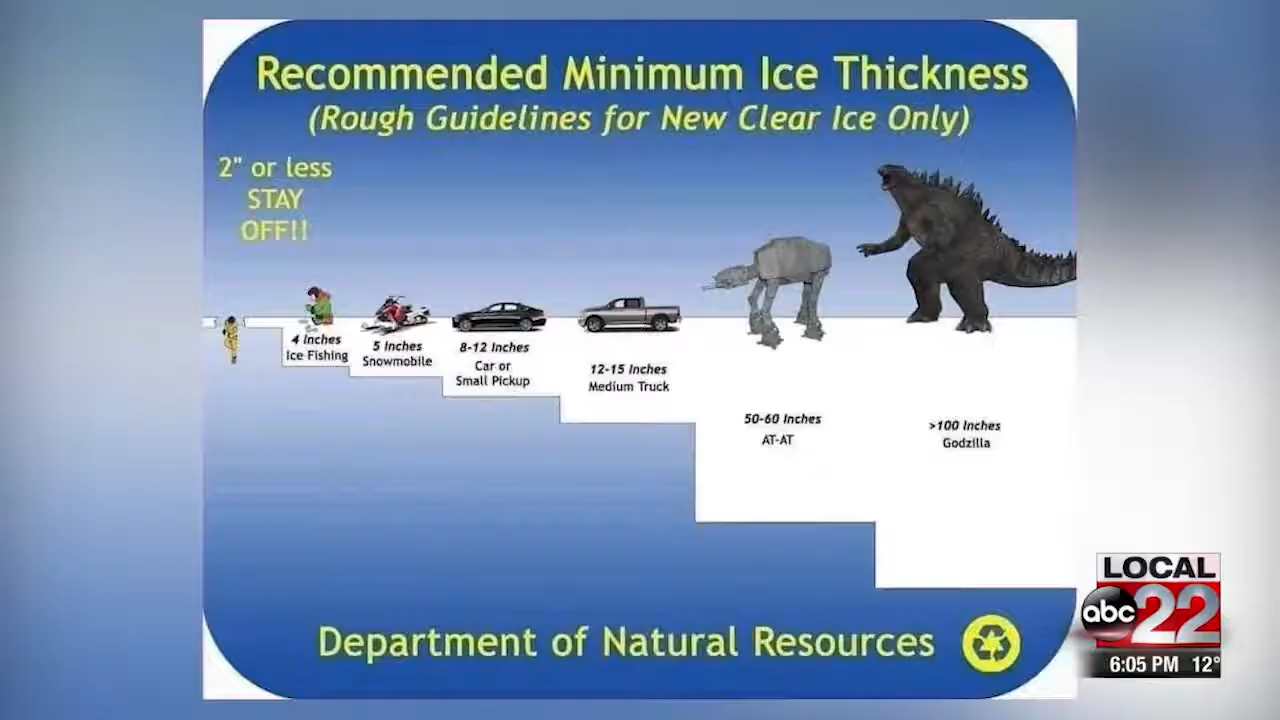 Recommended Minimum Ice Thickness
(Rough Guidelines for New Clear Ice Only)
2" or less
STAY
OFF!!
4 Inches
Ice Fishing
5 Inches
Snowmobile
8-12 Inches
Car or
Small Pickup
12-15 Inches
Medium Truck
50-60 Inches
AT-AT
>100 Inches
Godzilla
Department of Natural Resources
LOCAL
abc 22
6:05 PM 12°